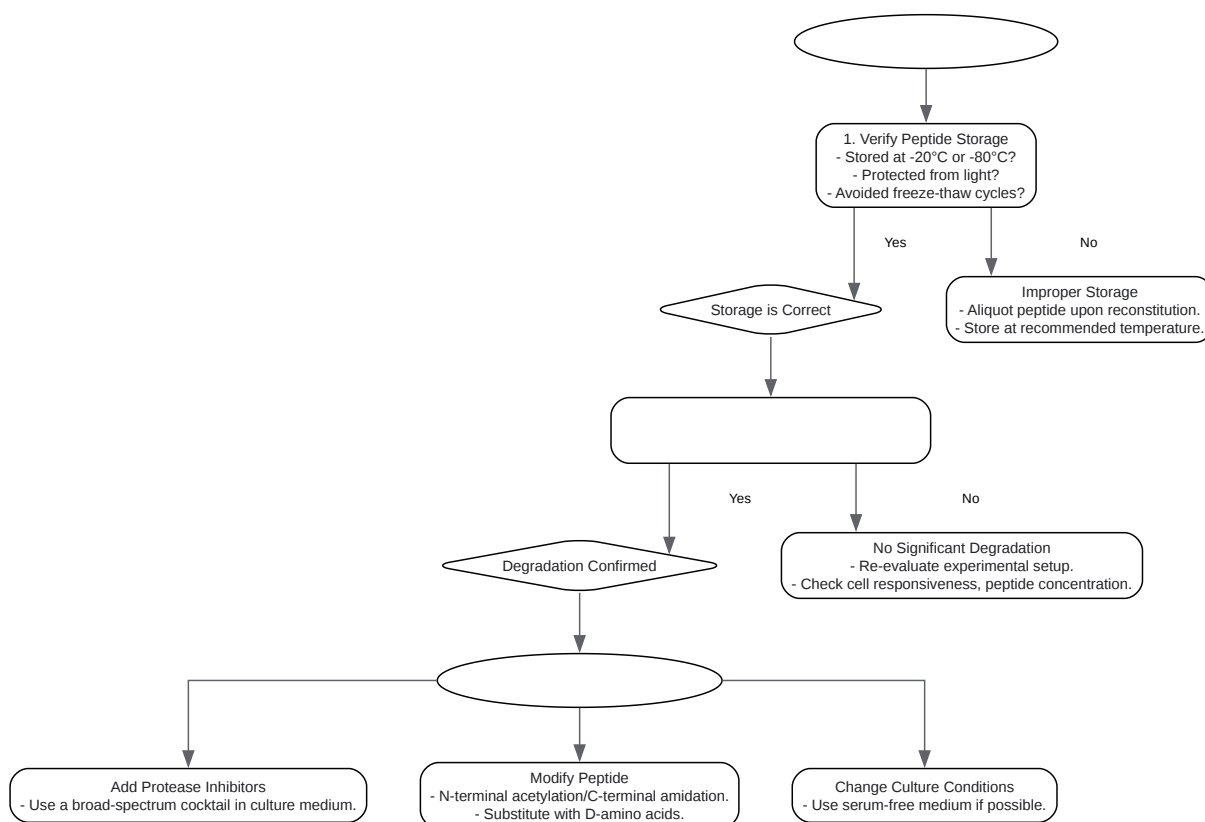 1. Verify Peptide Storage
- Stored at -20°C or -80°C?
- Protected from light?
- Avoided freeze-thaw cycles?
Yes
No
Storage is Correct
Improper Storage
- Aliquot peptide upon reconstitution.
- Store at recommended temperature.
Yes
No
Degradation Confirmed
No Significant Degradation
- Re-evaluate experimental setup.
- Check cell responsiveness, peptide concentration.
Add Protease Inhibitors
- Use a broad-spectrum cocktail in culture medium.
Modify Peptide
- N-terminal acetylation/C-terminal amidation.
- Substitute with D-amino acids.
Change Culture Conditions
- Use serum-free medium if possible.